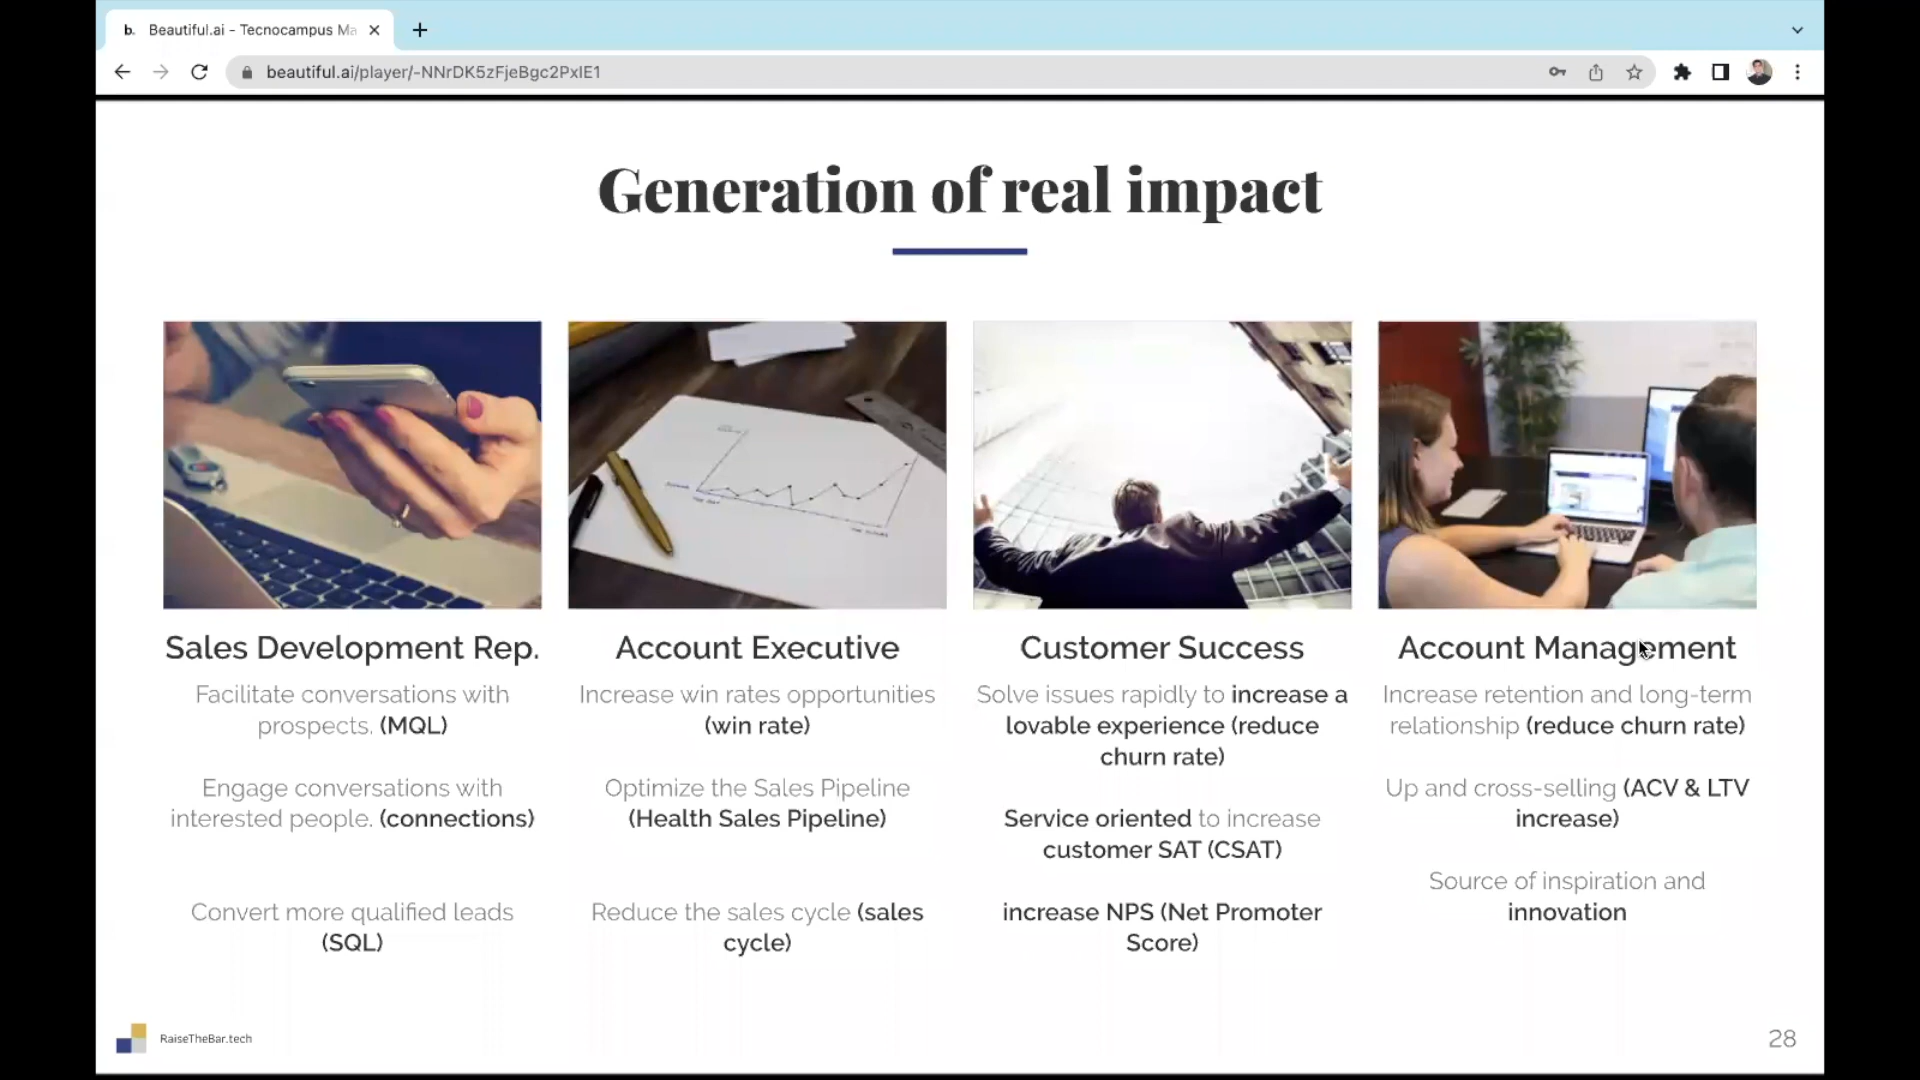 b. Beautiful.ai - Tecnocampus Ma
beautiful.ai/player/-NNrDK5zFjeBgc2PxIE1
Generation of real impact
Sales Development Rep.
Facilitate conversations with
prospects. (MQL)
Engage conversations with
interested people. (connections)
Convert more qualified leads
(SQL)
Account Executive
Increase win rates opportunities
(win rate)
Optimize the Sales Pipeline
(Health Sales Pipeline)
Reduce the sales cycle (sales
cycle)
Customer Success
Solve issues rapidly to increase a
lovable experience (reduce
churn rate)
Service oriented to increase
customer SAT (CSAT)
increase NPS (Net Promoter
Score)
Account Management
Increase retention and long-term
relationship (reduce churn rate)
Up and cross-selling (ACV & LTV
increase)
Source of inspiration and
innovation
RaiseTheBar.tech
28